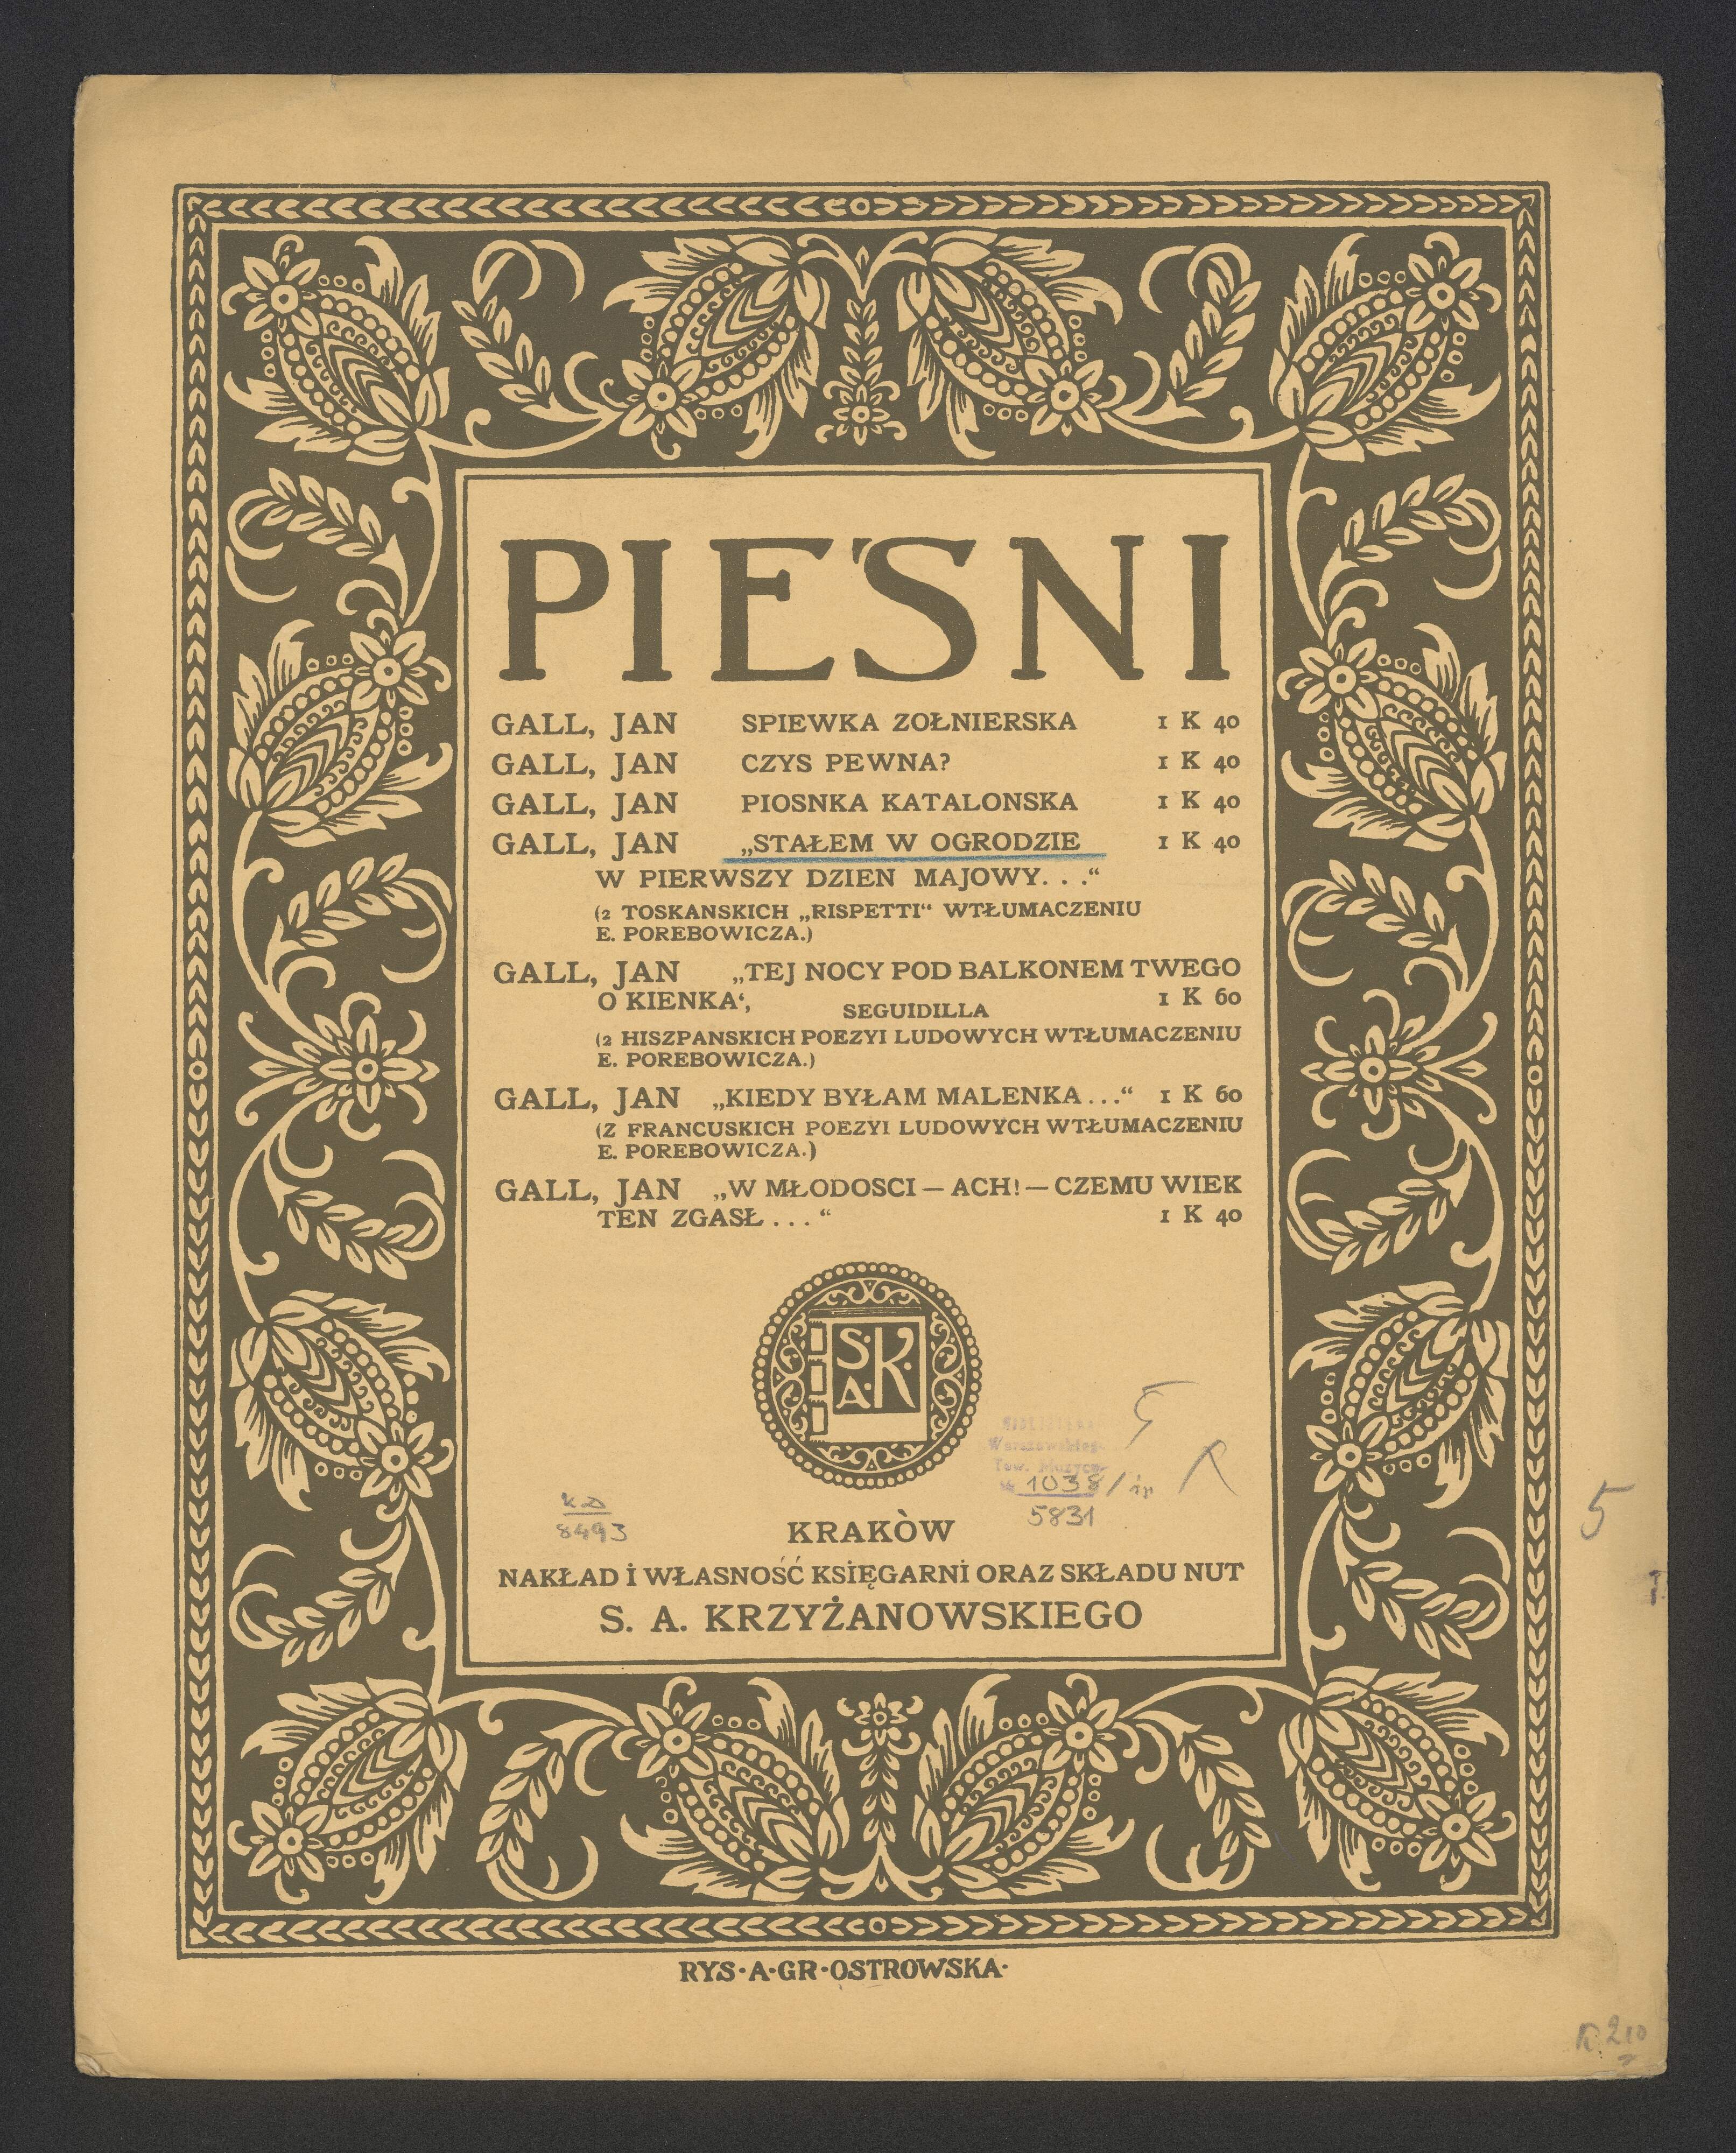 PIEŚNI
GALL, JAN SPIEWKA ZOŁNIERSKA 1 K 40
GALL, JAN CZYS PEWNA? 1 K 40
GALL, JAN PIOSNKA KATALONSKA 1 K 40
GALL, JAN „STAŁEM W OGRODZIE 1 K 40
W PIERWSZY DZIEN MAJOWY. . .“
(2 TOSKANSKICH „RISPETTI“ WTŁUMACZENIU
E. POREBOWICZA.)
GALL, JAN „TEJ NOCY POD BALKONEM TWEGO
O KIENKA‘, SEGUIDILLA 1 K 60
(2 HISZPANSKICH POEZYI LUDOWYCH WTŁUMACZENIU
E. POREBOWICZA.)
GALL, JAN „KIEDY BYŁAM MALENKA . . .“ 1 K 60
(Z FRANCUSKICH POEZYI LUDOWYCH WTŁUMACZENIU
E. POREBOWICZA.)
GALL, JAN „W MŁODOSCI — ACH! — CZEMU WIEK
TEN ZGASŁ . . . “ 1 K 40
S. K.
A.
Warszawskiego
Tow. Muzycz.
1038/
5831
R
8493
5
KRAKÒW
NAKŁAD I WŁASNOŚĆ KSIĘGARNI ORAZ SKŁADU NUT
S. A. KRZYŻANOWSKIEGO
RYS·A·GR·OSTROWSKA·